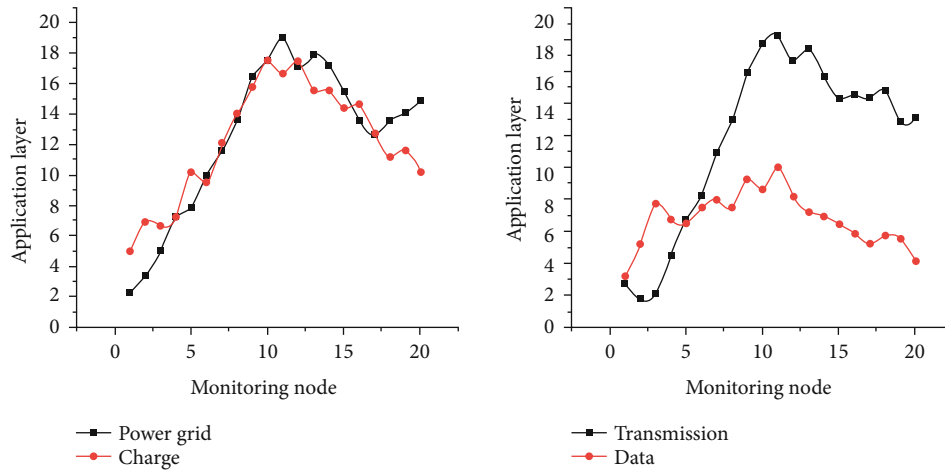 Application layer
20
18
16
14
12
10
8
6
4
2
0
0 5 10 15 20
Monitoring node
Power grid
Charge
Application layer
20
18
16
14
12
10
8
6
4
2
0
0 5 10 15 20
Monitoring node
Transmission
Data